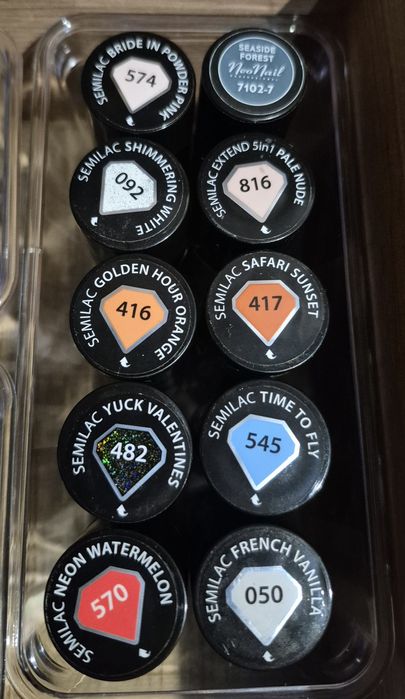 SEMILAC BRIDE IN POWDER PINK
574
SEASIDE
FOREST
NeoNail
7102-7
SEMILAC SHIMMERING WHITE
092
SEMILAC EXTEND 5in1 PALE NUDE
816
SEMILAC GOLDEN HOUR ORANGE
416
SEMILAC SAFARI SUNSET
417
SEMILAC YUCK VALENTINES
482
SEMILAC TIME TO FLY
545
SEMILAC NEON WATERMELON
570
SEMILAC FRENCH VANILLA
050